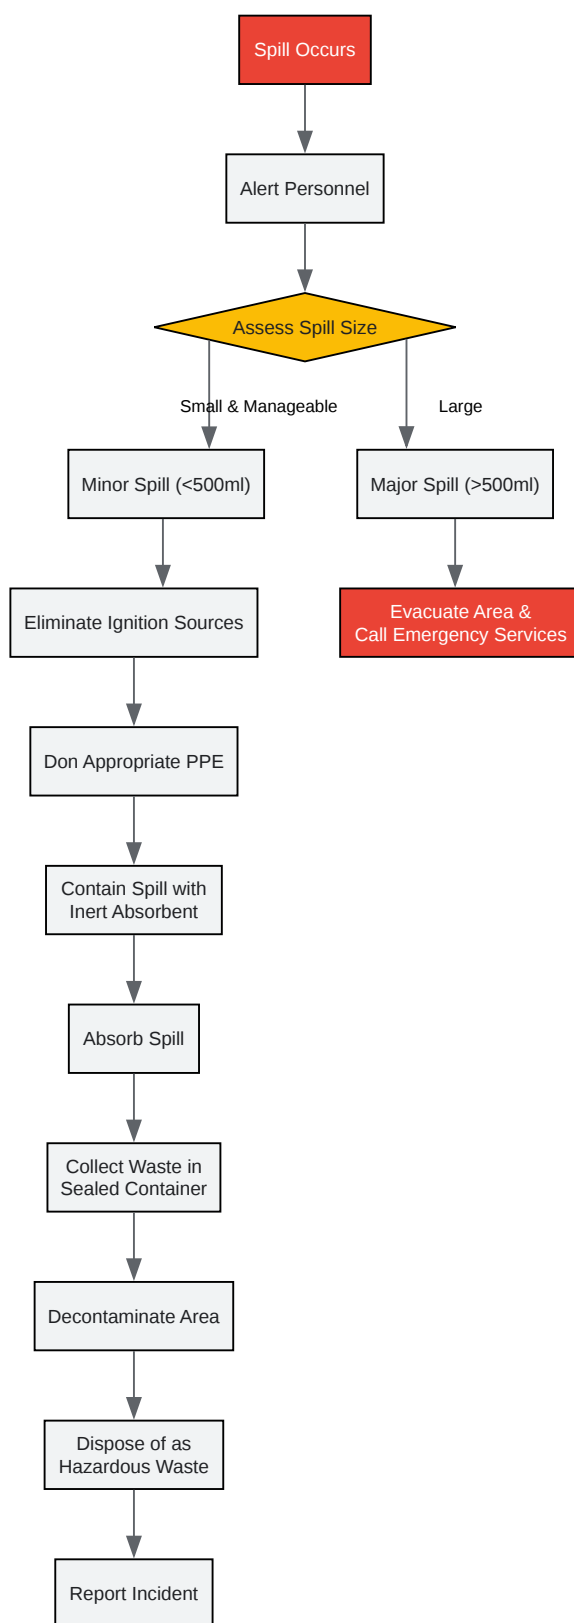 Spill Occurs
Alert Personnel
Assess Spill Size
Small & Manageable
Large
Minor Spill (<500ml)
Major Spill (>500ml)
Eliminate Ignition Sources
Evacuate Area &
Call Emergency Services
Don Appropriate PPE
Contain Spill with
Inert Absorbent
Absorb Spill
Collect Waste in
Sealed Container
Decontaminate Area
Dispose of as
Hazardous Waste
Report Incident